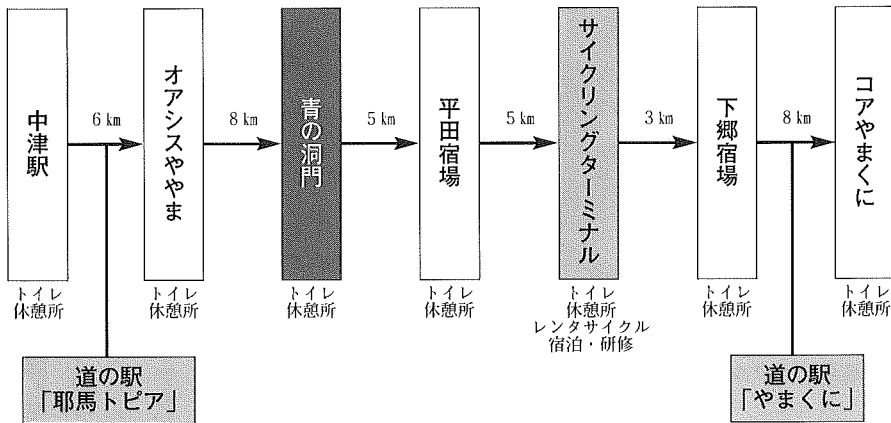 中津駅
6 km
オアシスややま
8 km
青の洞門
5 km
平田宿場
5 km
サイクリングターミナル
3 km
下郷宿場
8 km
コアやまくに
トイレ
休憩所
トイレ
休憩所
トイレ
休憩所
トイレ
休憩所
トイレ
休憩所
レンタサイクル
宿泊・研修
トイレ
休憩所
トイレ
休憩所
道の駅
「耶馬トピア」
道の駅
「やまくに」